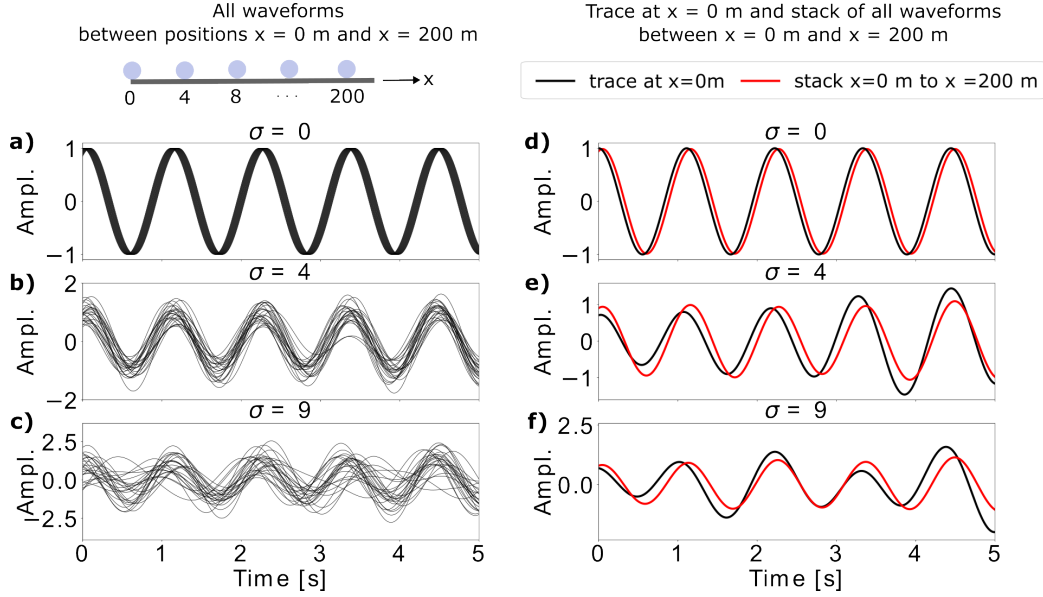 All waveforms
between positions x = 0 m and x = 200 m
x
0 4 8 ... 200
Trace at x = 0 m and stack of all waveforms
between x = 0 m and x = 200 m
trace at x=0m
stack x=0 m to x =200 m
a)
σ = 0
Ampl.
1
0
−1
b)
σ = 4
Ampl.
2
0
−2
c)
σ = 9
Ampl.
2.5
0.0
−2.5
0 1 2 3 4 5
Time [s]
d)
σ = 0
Ampl.
1
0
−1
e)
σ = 4
Ampl.
1
0
−1
f)
σ = 9
Ampl.
2.5
0.0
0 1 2 3 4 5
Time [s]